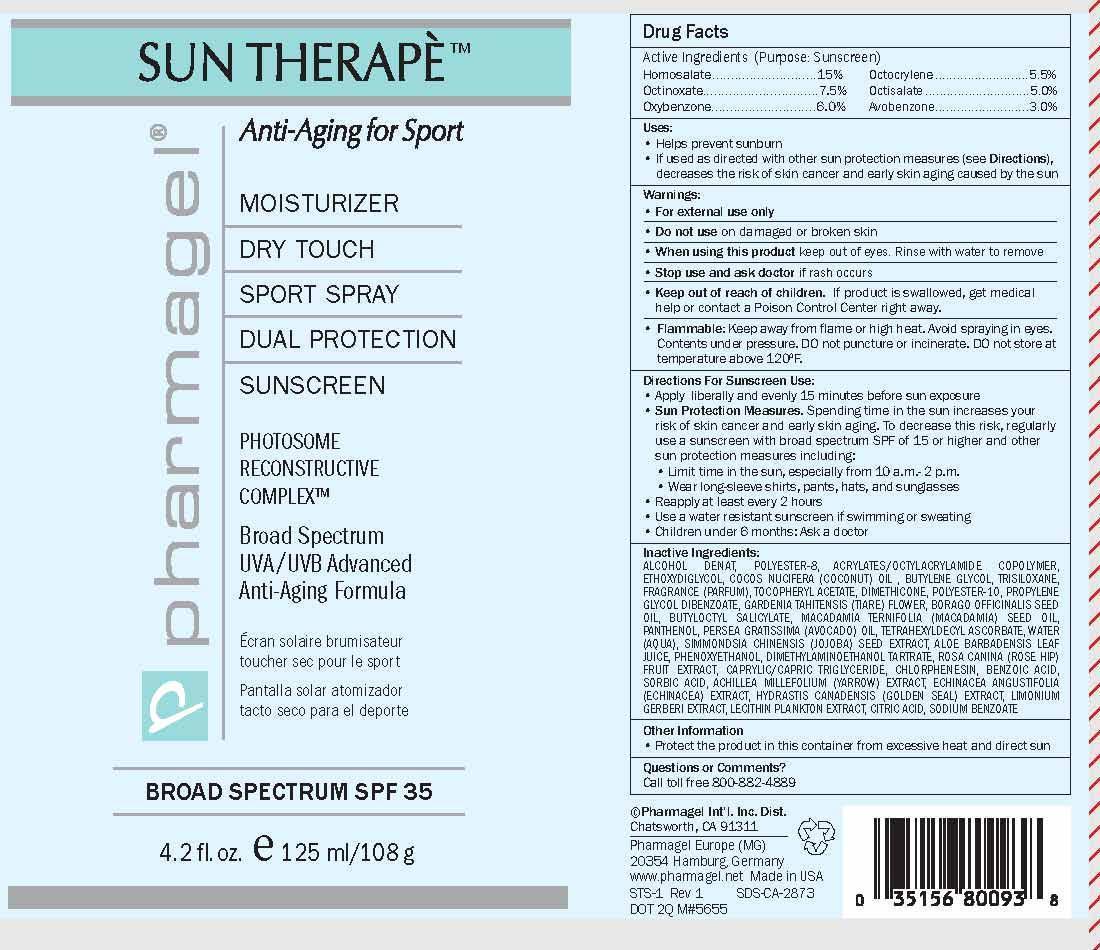 SUN THERAPÈ™
pharmagel®
Anti-Aging for Sport
MOISTURIZER
DRY TOUCH
SPORT SPRAY
DUAL PROTECTION
SUNSCREEN
PHOTOSOME
RECONSTRUCTIVE
COMPLEX™
Broad Spectrum
UVA/UVB Advanced
Anti-Aging Formula
Écran solaire brumisateur
toucher sec pour le sport
Pantalla solar atomizador
tacto seco para el deporte
BROAD SPECTRUM SPF 35
4.2 fl. oz. e 125 ml/108 g
Drug Facts
Active Ingredients (Purpose: Sunscreen)
Homosalate............................15% Octocrylene.........................5.5%
Octinoxate..............................7.5% Octisalate............................5.0%
Oxybenzone............................6.0% Avobenzone.........................3.0%
Uses:
• Helps prevent sunburn
• If used as directed with other sun protection measures (see Directions),
decreases the risk of skin cancer and early skin aging caused by the sun
Warnings:
• For external use only
• Do not use on damaged or broken skin
• When using this product keep out of eyes. Rinse with water to remove
• Stop use and ask doctor if rash occurs
• Keep out of reach of children. If product is swallowed, get medical
help or contact a Poison Control Center right away.
• Flammable: Keep away from flame or high heat. Avoid spraying in eyes.
Contents under pressure. DO not puncture or incinerate. DO not store at
temperature above 120ºF.
Directions For Sunscreen Use:
• Apply liberally and evenly 15 minutes before sun exposure
• Sun Protection Measures. Spending time in the sun increases your
risk of skin cancer and early skin aging. To decrease this risk, regularly
use a sunscreen with broad spectrum SPF of 15 or higher and other
sun protection measures including:
• Limit time in the sun, especially from 10 a.m.- 2 p.m.
• Wear long-sleeve shirts, pants, hats, and sunglasses
• Reapply at least every 2 hours
• Use a water resistant sunscreen if swimming or sweating
• Children under 6 months: Ask a doctor
Inactive Ingredients:
ALCOHOL DENAT, POLYESTER-8, ACRYLATES/OCTYLACRYLAMIDE COPOLYMER,
ETHOXYDIGLYCOL, COCOS NUCIFERA (COCONUT) OIL , BUTYLENE GLYCOL, TRISILOXANE,
FRAGRANCE (PARFUM), TOCOPHERYL ACETATE, DIMETHICONE, POLYESTER-10, PROPYLENE
GLYCOL DIBENZOATE, GARDENIA TAHITENSIS (TIARE) FLOWER, BORAGO OFFICINALIS SEED
OIL, BUTYLOCTYL SALICYLATE, MACADAMIA TERNIFOLIA (MACADAMIA) SEED OIL,
PANTHENOL, PERSEA GRATISSIMA (AVOCADO) OIL, TETRAHEXYLDECYL ASCORBATE, WATER
(AQUA), SIMMONDSIA CHINENSIS (JOJOBA) SEED EXTRACT, ALOE BARBADENSIS LEAF
JUICE, PHENOXYETHANOL, DIMETHYLAMINOETHANOL TARTRATE, ROSA CANINA (ROSE HIP)
FRUIT EXTRACT, CAPRYLIC/CAPRIC TRIGLYCERIDE, CHLORPHENESIN, BENZOIC ACID,
SORBIC ACID, ACHILLEA MILLEFOLIUM (YARROW) EXTRACT, ECHINACEA ANGUSTIFOLIA
(ECHINACEA) EXTRACT, HYDRASTIS CANADENSIS (GOLDEN SEAL) EXTRACT, LIMONIUM
GERBERI EXTRACT, LECITHIN PLANKTON EXTRACT, CITRIC ACID, SODIUM BENZOATE
Other Information
• Protect the product in this container from excessive heat and direct sun
Questions or Comments?
Call toll free 800-882-4889
©Pharmagel Int'l. Inc. Dist.
Chatsworth, CA 91311
Pharmagel Europe (MG)
20354 Hamburg, Germany
www.pharmagel.net Made in USA
STS-1 Rev 1 SDS-CA-2873
DOT 2Q M#5655
0 35156 80093 8